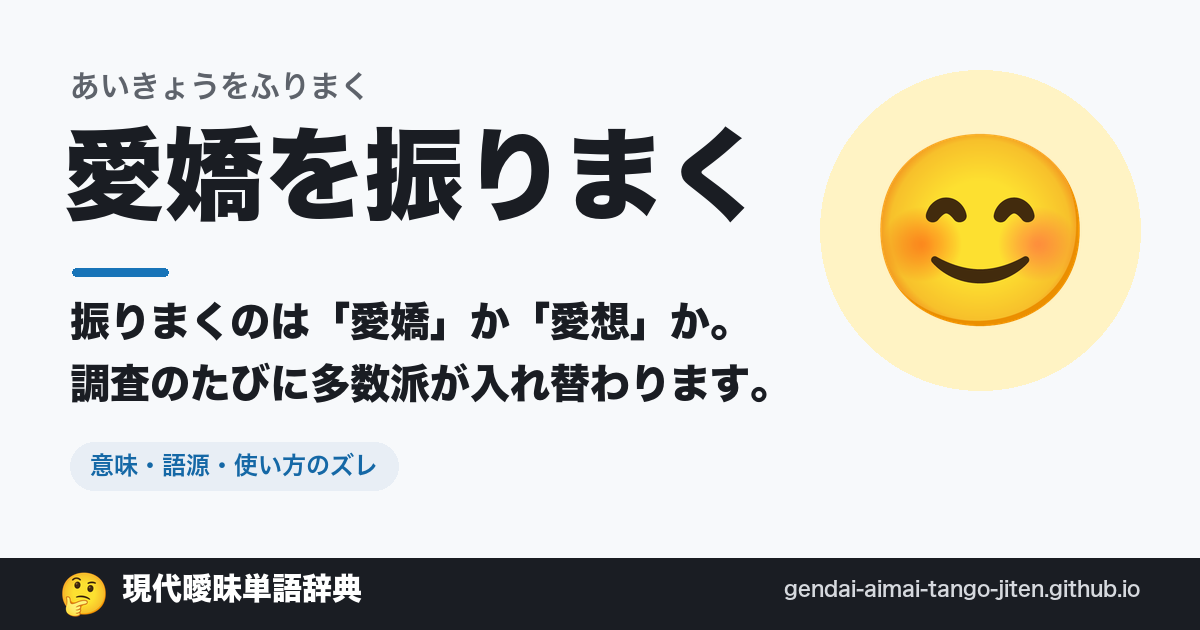 あいきょうをふりまく
愛嬌を振りまく
振りまくのは「愛嬌」か「愛想」か。
調査のたびに多数派が入れ替わります。
意味・語源・使い方のズレ
現代曖昧単語辞典
gendai-aimai-tango-jiten.github.io